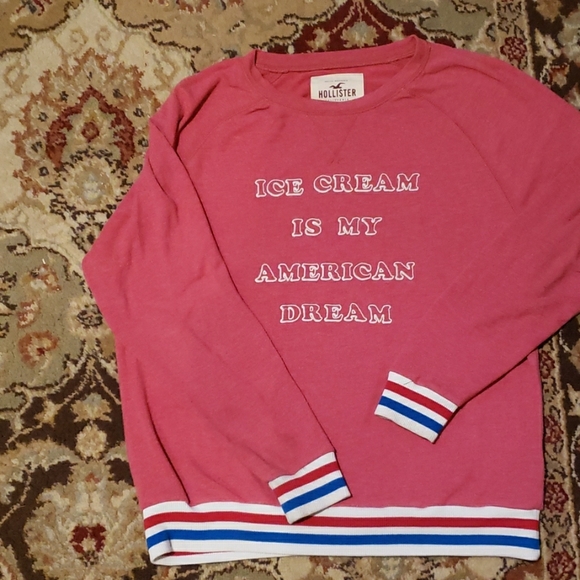 HOLLISTER
ICE CREAM
IS MY
AMERICAN
DREAM